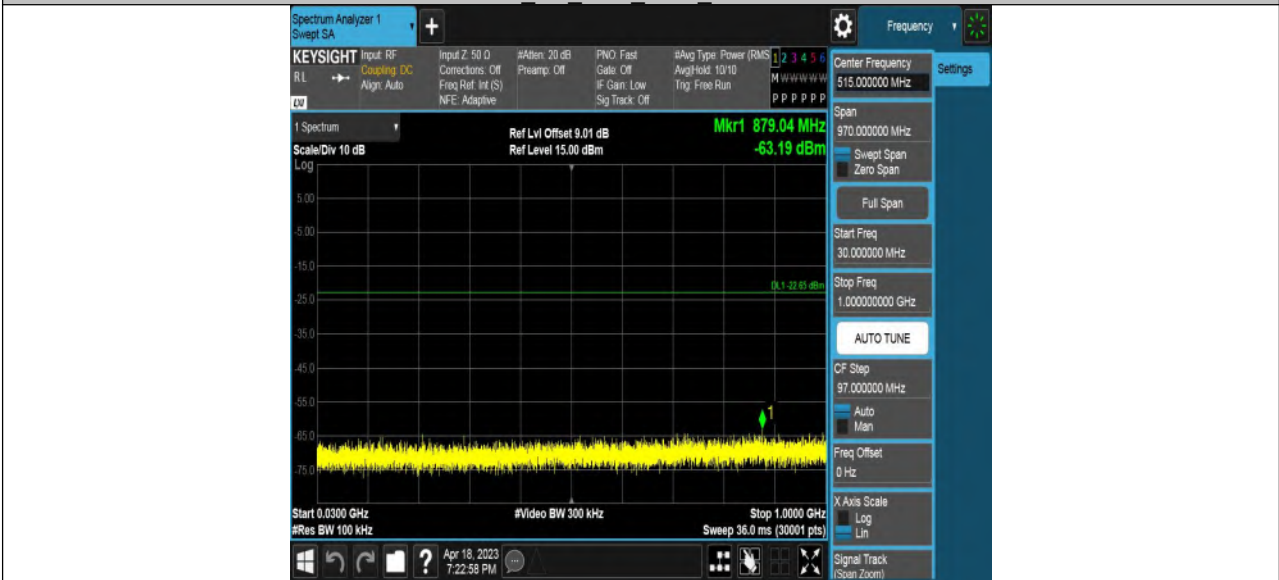 Spectrum Analyzer 1
Swept SA
Frequency
KEYSIGHT
Input: RF
R L
Coupling: DC
Align: Auto
Input Z: 50 Ω
Corrections: Off
Freq Ref: Int (S)
NFE: Adaptive
#Atten: 20 dB
Preamp: Off
PNO: Fast
Gate: Off
IF Gain: Low
Sig Track: Off
#Avg Type: Power (RMS
Avg|Hold: 10/10
Trig: Free Run
1 2 3 4 5 6
M W W W W W
P P P P P P
1 Spectrum
Scale/Div 10 dB
Log
Ref Lvl Offset 9.01 dB
Ref Level 15.00 dBm
Mkr1 879.04 MHz
-63.19 dBm
5.00
-5.00
-15.0
DL1 -22.65 dBm
-25.0
-35.0
-45.0
-55.0
1
-65.0
-75.0
Start 0.0300 GHz
#Res BW 100 kHz
#Video BW 300 kHz
Stop 1.0000 GHz
Sweep 36.0 ms (30001 pts)
?
Apr 18, 2023
7:22:58 PM
Center Frequency
515.000000 MHz
Settings
Span
970.000000 MHz
Swept Span
Zero Span
Full Span
Start Freq
30.000000 MHz
Stop Freq
1.000000000 GHz
AUTO TUNE
CF Step
97.000000 MHz
Auto
Man
Freq Offset
0 Hz
X Axis Scale
Log
Lin
Signal Track
(Span Zoom)